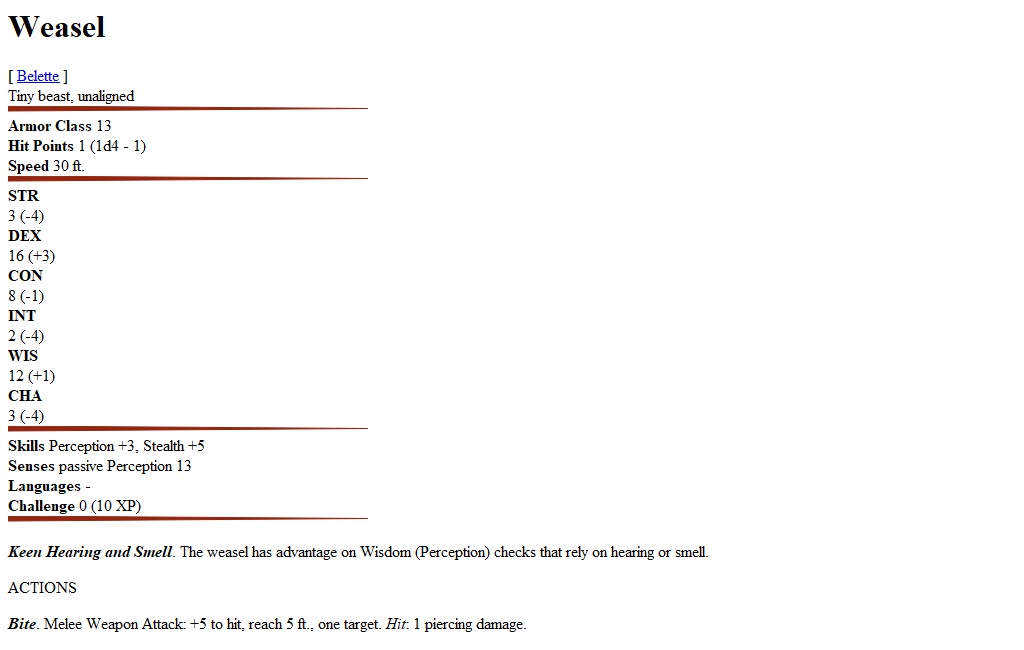 Weasel
[ Belette ]
Tiny beast, unaligned
Armor Class 13
Hit Points 1 (1d4 - 1)
Speed 30 ft.
STR
3 (-4)
DEX
16 (+3)
CON
8 (-1)
INT
2 (-4)
WIS
12 (+1)
CHA
3 (-4)
Skills Perception +3, Stealth +5
Senses passive Perception 13
Languages -
Challenge 0 (10 XP)
Keen Hearing and Smell. The weasel has advantage on Wisdom (Perception) checks that rely on hearing or smell.
ACTIONS
Bite. Melee Weapon Attack: +5 to hit, reach 5 ft., one target. Hit: 1 piercing damage.